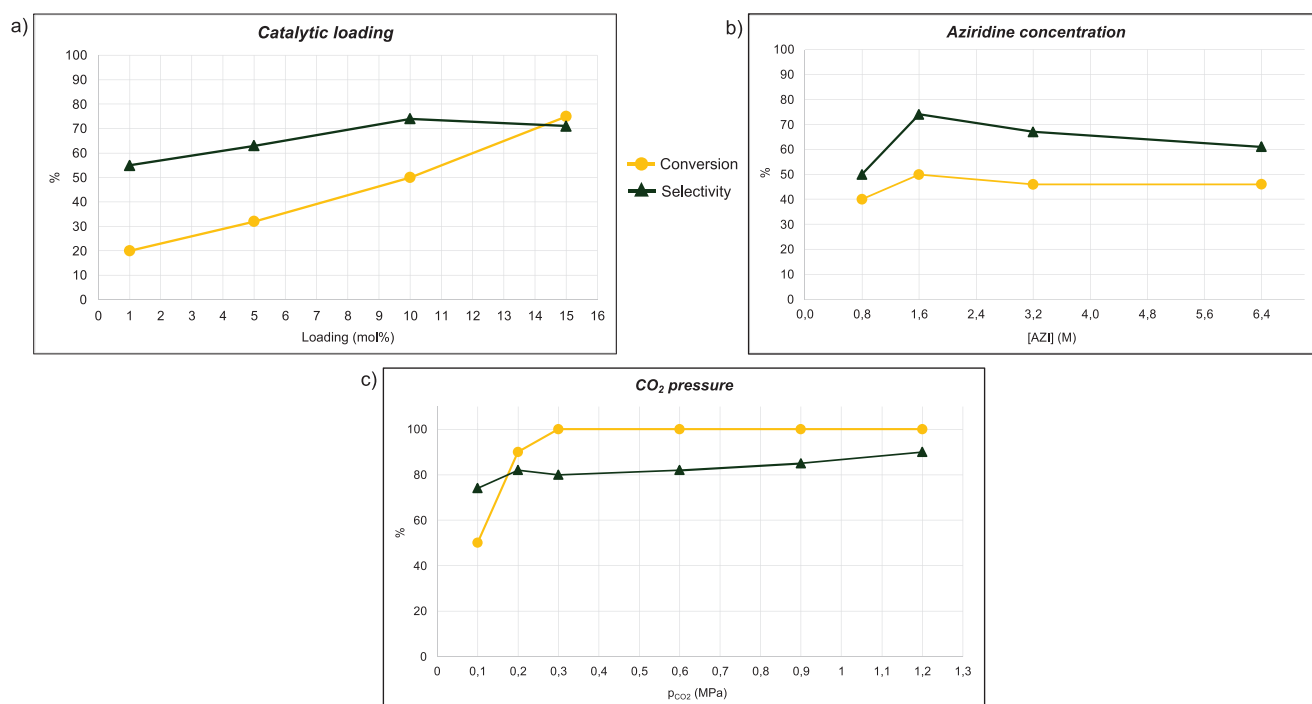 a)
Catalytic loading
100
90
80
70
60
50
40
30
20
10
0
%
0 1 2 3 4 5 6 7 8 9 10 11 12 13 14 15 16
Loading (mol%)
Conversion
Selectivity
b)
Aziridine concentration
100
90
80
70
60
50
40
30
20
10
0
%
0,0 0,8 1,6 2,4 3,2 4,0 4,8 5,6 6,4
[AZI] (M)
c)
CO₂ pressure
100
80
60
40
20
0
%
0 0,1 0,2 0,3 0,4 0,5 0,6 0,7 0,8 0,9 1 1,1 1,2 1,3
pCO2 (MPa)